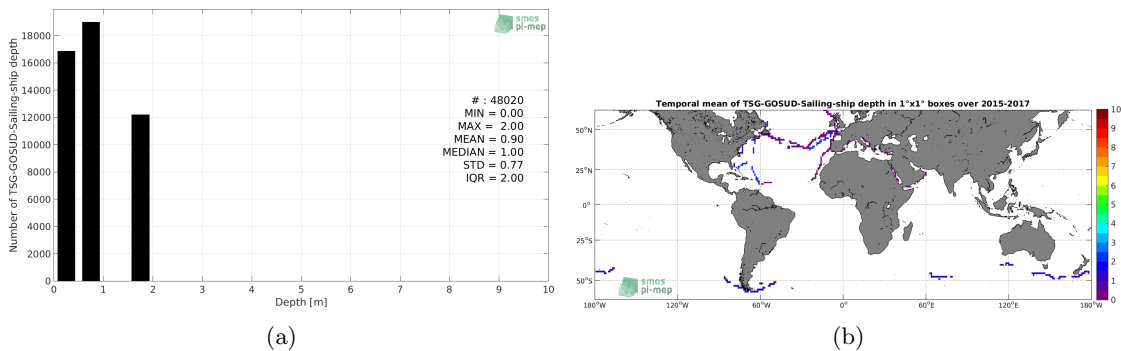 smos
pi-mep
18000
16000
14000
12000
10000
8000
6000
4000
2000
0
Number of TSG-GOSUD-Sailing-ship depth
# : 48020
MIN = 0.00
MAX = 2.00
MEAN = 0.90
MEDIAN = 1.00
STD = 0.77
IQR = 2.00
0 1 2 3 4 5 6 7 8 9 10
Depth [m]
(a)
Temporal mean of TSG-GOSUD-Sailing-ship depth in 1°x1° boxes over 2015-2017
50°N
25°N
0°
25°S
50°S
180°W 120°W 60°W 0° 60°E 120°E 180°E
smos
pi-mep
10
9
8
7
6
5
4
3
2
1
0
(b)